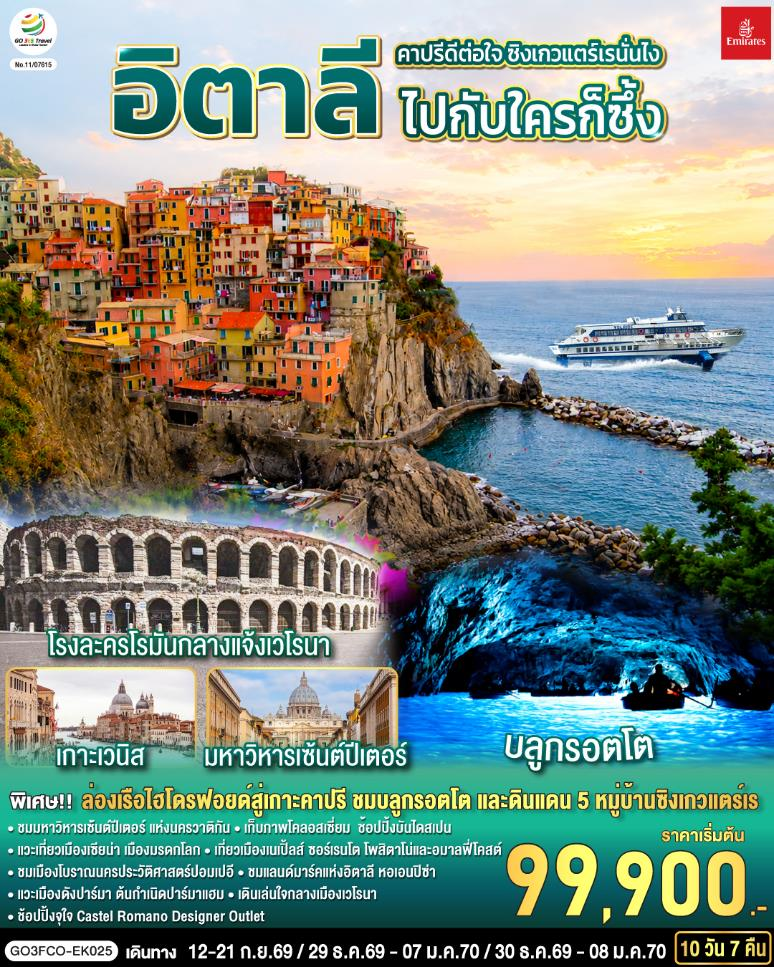 GO 365 Travel
No.11/07615
Emirates
อิตาลี
คาปรีดีต่อใจ ซิงเกวแตร์เรนั่นไง
ไปกับใครก็ซึ้ง
โรงละครโรมันกลางแจ้งเวโรนา
เกาะเวนิส
มหาวิหารเซ้นต์ปีเตอร์
บลูกรอตโต
พิเศษ!! ล่องเรือไฮโดรฟอยด์สู่เกาะคาปรี ชมบลูกรอตโต และดินแดน 5 หมู่บ้านซิงเกวแตร์เร
• ชมมหาวิหารเซ้นต์ปีเตอร์ แห่งนครวาติกัน • เก็บภาพโคลอสเซี่ยม ช้อปปิ้งบันไดสเปน
• แวะเที่ยวเมืองเซียน่า เมืองมรดกโลก • เที่ยวเมืองเนเปิ้ลส์ ซอร์เรนโต โพสิตาโน่และอมาลฟี่โคสต์
• ชมเมืองโบราณนครประวัติศาสตร์ปอมเปอี • ชมแลนด์มาร์คแห่งอิตาลี หอเอนปิซ่า
• แวะเมืองดังปาร์มา ต้นกำเนิดปาร์มาแฮม • เดินเล่นใจกลางเมืองเวโรนา
• ช้อปปิ้งจุใจ Castel Romano Designer Outlet
ราคาเริ่มต้น
99,900.-
GO3FCO-EK025 เดินทาง 12-21 ก.ย.69 / 29 ธ.ค.69 - 07 ม.ค.70 / 30 ธ.ค.69 - 08 ม.ค.70 10 วัน 7 คืน